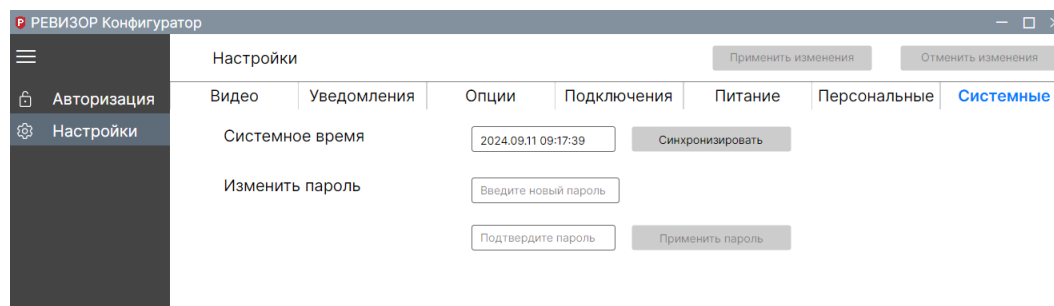 Р РЕВИЗОР Конфигуратор
Настройки
Применить изменения
Отменить изменения
Авторизация
Настройки
Видео
Уведомления
Опции
Подключения
Питание
Персональные
Системные
Системное время
2024.09.11 09:17:39
Синхронизировать
Изменить пароль
Введите новый пароль
Подтвердите пароль
Применить пароль